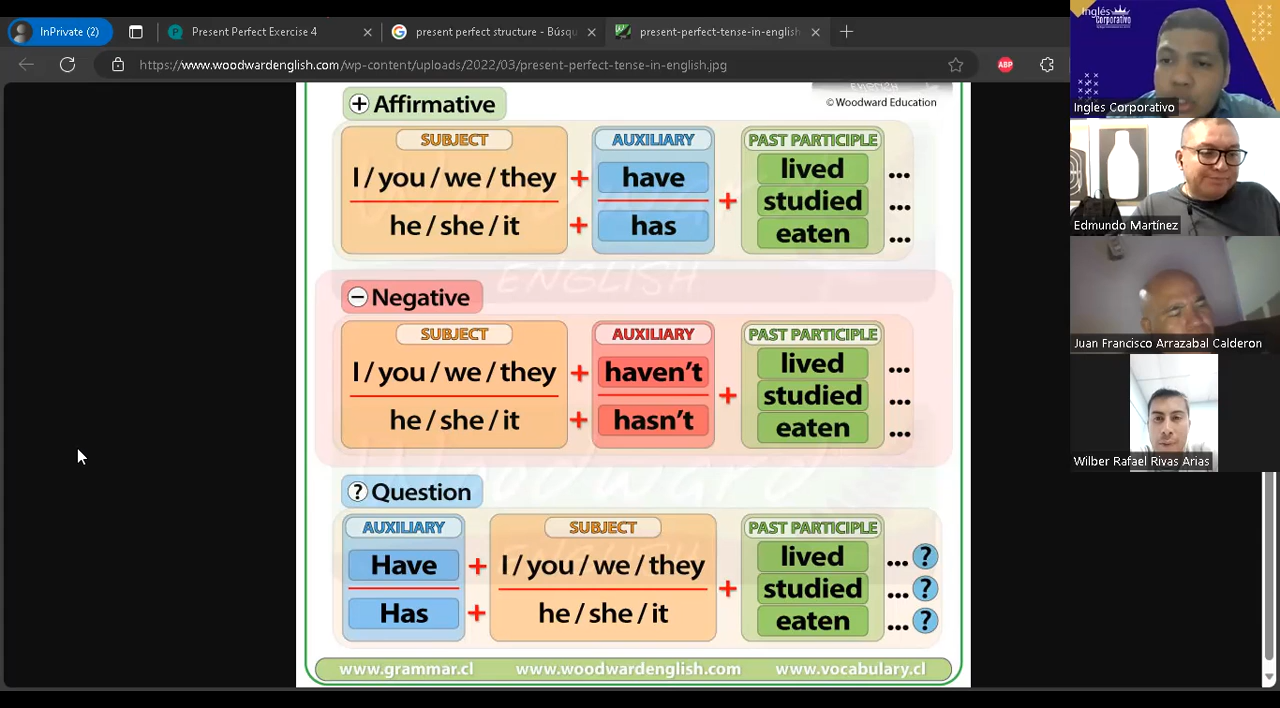 InPrivate (2)
Present Perfect Exercise 4
present perfect structure - Búsqu
present-perfect-tense-in-english
https://www.woodwardenglish.com/wp-content/uploads/2022/03/present-perfect-tense-in-english.jpg
ABP
Inglés
Corporativo
Ingles Corporativo
Edmundo Martínez
Juan Francisco Arrazabal Calderon
Wilber Rafael Rivas Arias
ENGLISH
© Woodward Education
+ Affirmative
SUBJECT AUXILIARY PAST PARTICIPLE
I / you / we / they + have + lived ...
studied ...
he / she / it + has eaten ...
ENGLISH
− Negative
SUBJECT AUXILIARY PAST PARTICIPLE
I / you / we / they + haven't + lived ...
studied ...
he / she / it + hasn't eaten ...
Woodward
? Question
AUXILIARY SUBJECT PAST PARTICIPLE
Have + I / you / we / they + lived ... ?
studied ... ?
Has + he / she / it eaten ... ?
ENGLISH
www.grammar.cl www.woodwardenglish.com www.vocabulary.cl